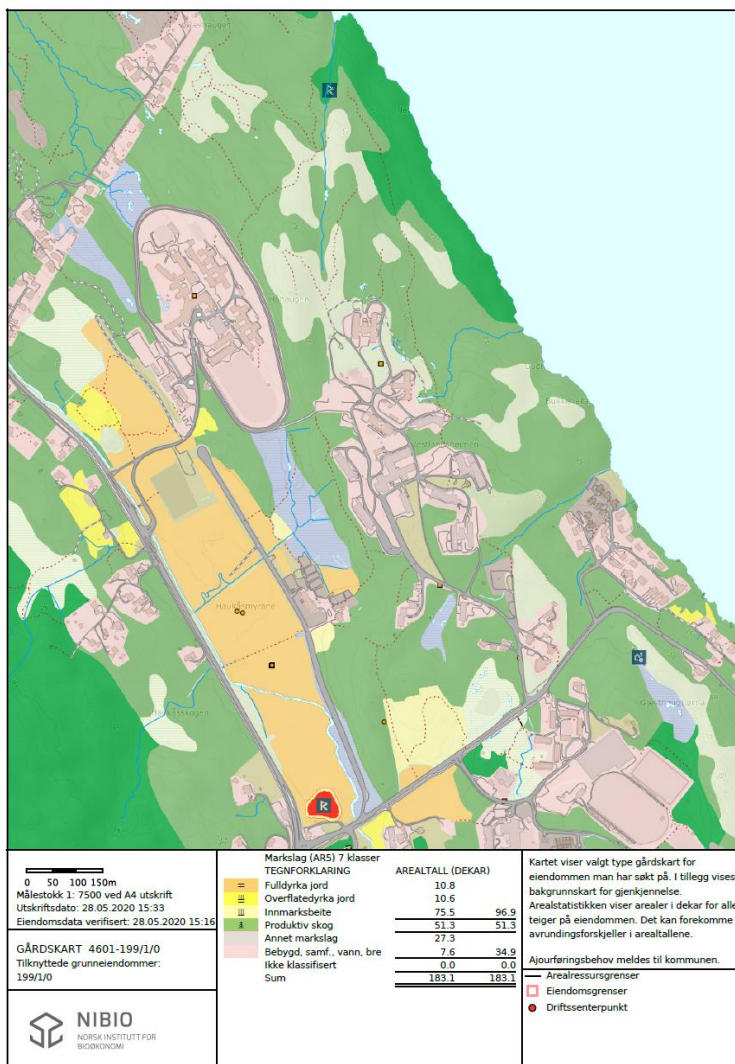 Haukåsmyrane
0 50 100 150m
Målestokk 1: 7500 ved A4 utskrift
Utskriftsdato: 28.05.2020 15:33
Eiendomsdata verifisert: 28.05.2020 15:16
GÅRDSKART 4601-199/1/0
Tilknyttede grunneiendommer:
199/1/0
NIBIO
NORSK INSTITUTT FOR
BIOØKONOMI
Markslag (AR5) 7 klasser
TEGNFORKLARING AREALTALL (DEKAR)
Fulldyrka jord 10.8
Overflatedyrka jord 10.6
Innmarksbeite 75.5 96.9
Produktiv skog 51.3 51.3
Annet markslag 27.3
Bebygd, samf., vann, bre 7.6 34.9
Ikke klassifisert 0.0 0.0
Sum 183.1 183.1
Kartet viser valgt type gårdskart for
eiendommen man har søkt på. I tillegg vises
bakgrunnskart for gjenkjennelse.
Arealstatistikken viser arealer i dekar for alle
teiger på eiendommen. Det kan forekomme
avrundingsforskjeller i arealtallene.
Ajourføringsbehov meldes til kommunen.
Arealressursgrenser
Eiendomsgrenser
Driftssenterpunkt